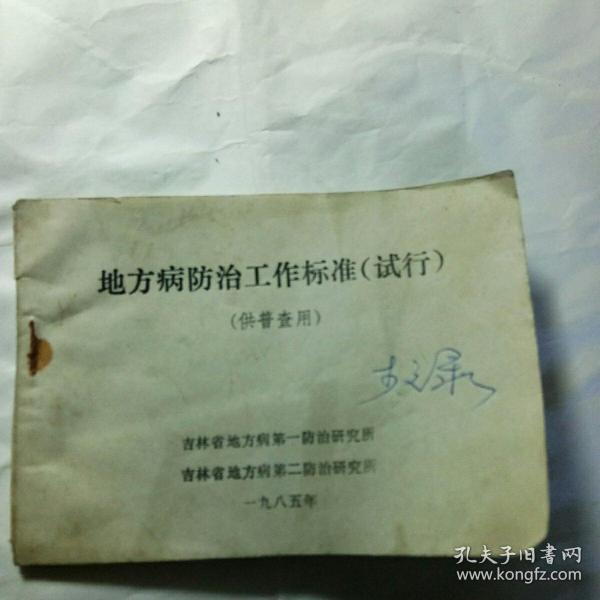 地方病防治工作标准(试行)
(供普查用)
吉林省地方病第一防治研究所
吉林省地方病第二防治研究所
一九八五年
孔夫子旧书网
www.kongfz.com